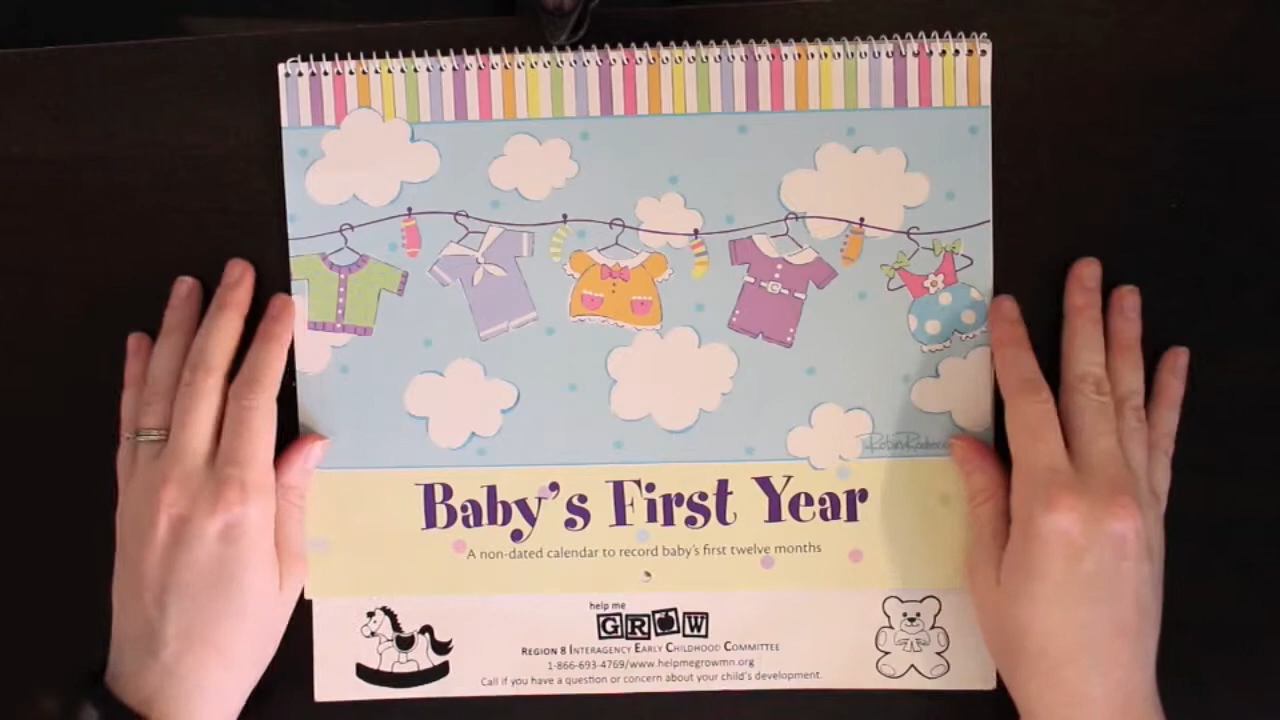 Baby's First Year
A non-dated calendar to record baby's first twelve months
help me
GROW
Region 8 Interagency Early Childhood Committee
1-866-693-4769/www.helpmegrowmn.org
Call if you have a question or concern about your child's development.